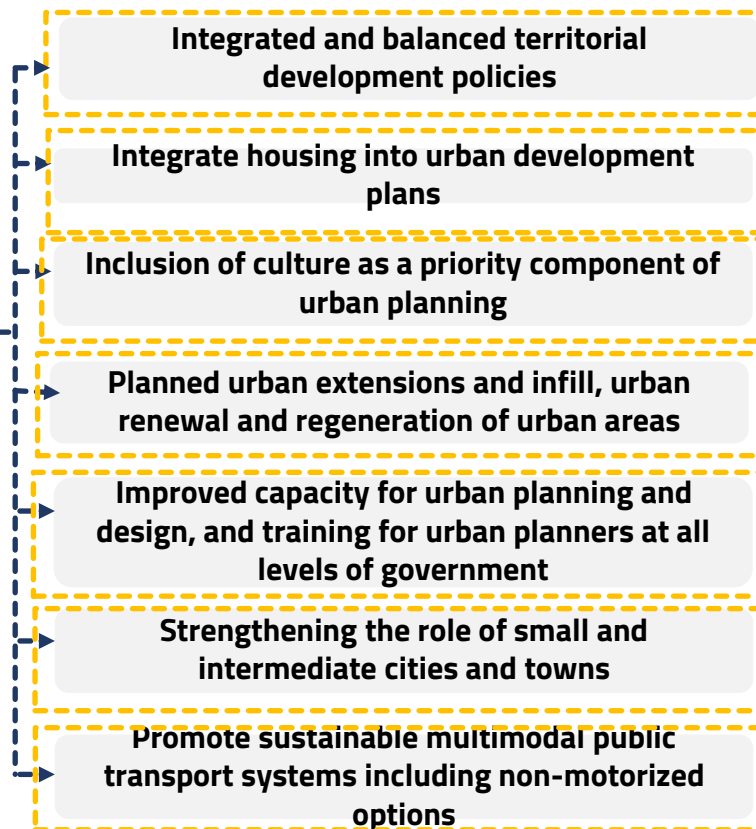 Integrated and balanced territorial
development policies
Integrate housing into urban development
plans
Inclusion of culture as a priority component of
urban planning
Planned urban extensions and infill, urban
renewal and regeneration of urban areas
Improved capacity for urban planning and
design, and training for urban planners at all
levels of government
Strengthening the role of small and
intermediate cities and towns
Promote sustainable multimodal public
transport systems including non-motorized
options